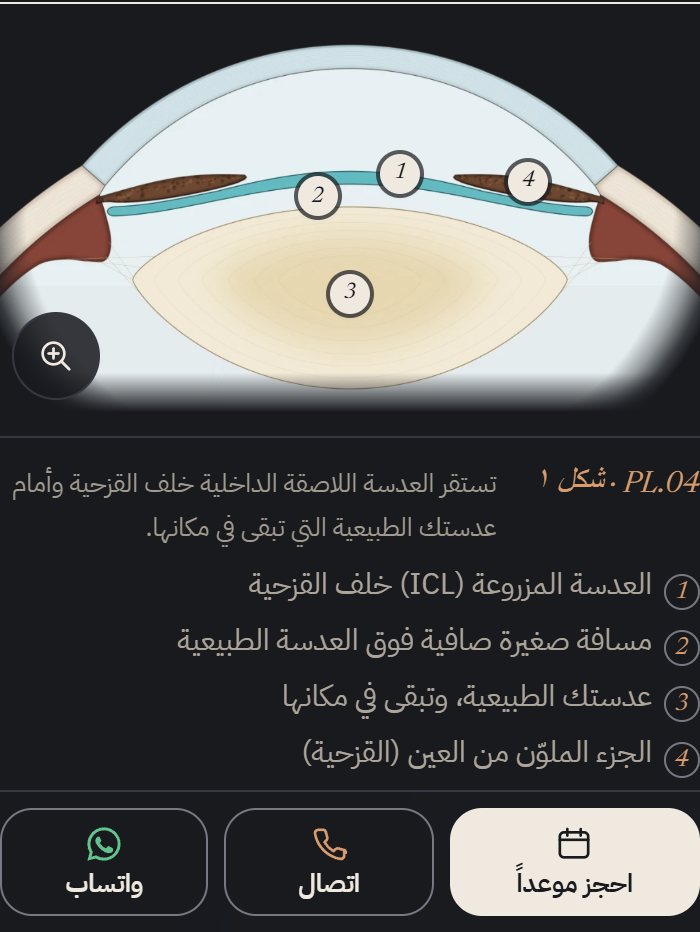 1
2
3
4
PL.04 · شكل ١
تستقر العدسة اللاصقة الداخلية خلف القزحية وأمام
عدستك الطبيعية التي تبقى في مكانها.
1 العدسة المزروعة (ICL) خلف القزحية
2 مسافة صغيرة صافية فوق العدسة الطبيعية
3 عدستك الطبيعية، وتبقى في مكانها
4 الجزء الملوّن من العين (القزحية)
احجز موعداً
اتصال
واتساب